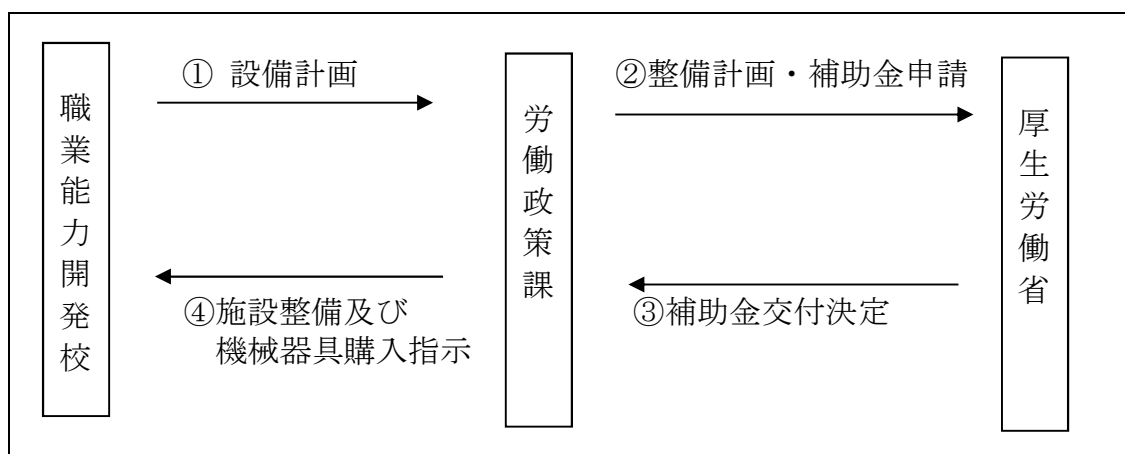 職業能力開発校
① 設備計画
労働政策課
②整備計画・補助金申請
厚生労働省
④施設整備及び
機械器具購入指示
③補助金交付決定